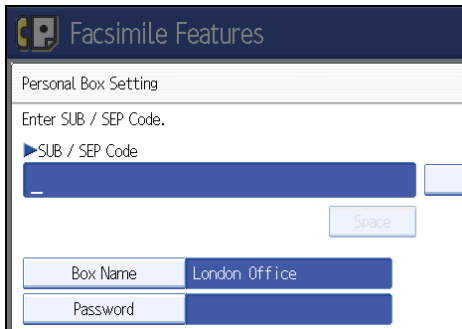 Facsimile Features
Personal Box Setting
Enter SUB / SEP Code.
►SUB / SEP Code
_
Space
Box Name London Office
Password